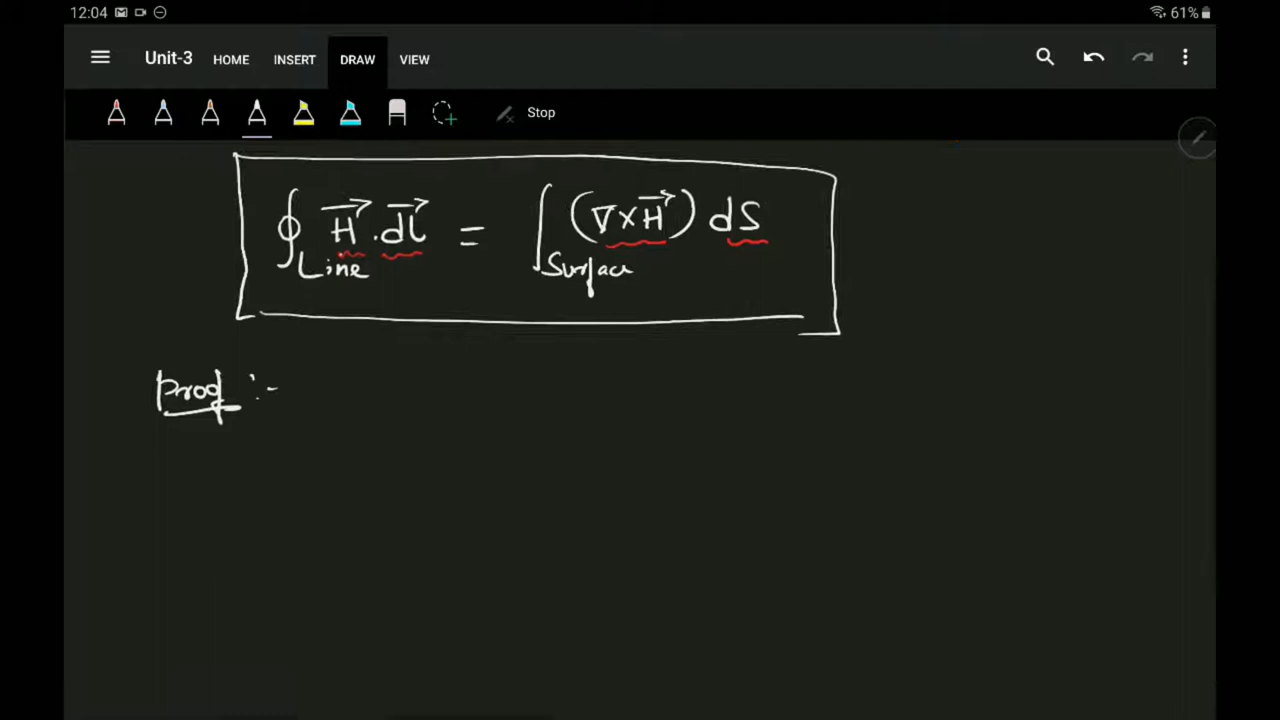 12:04 61%
Unit-3 HOME INSERT DRAW VIEW
Stop
∮ H⃗ . dl⃗ = ∫ (∇×H⃗) dS
Line Surface
Proof :-